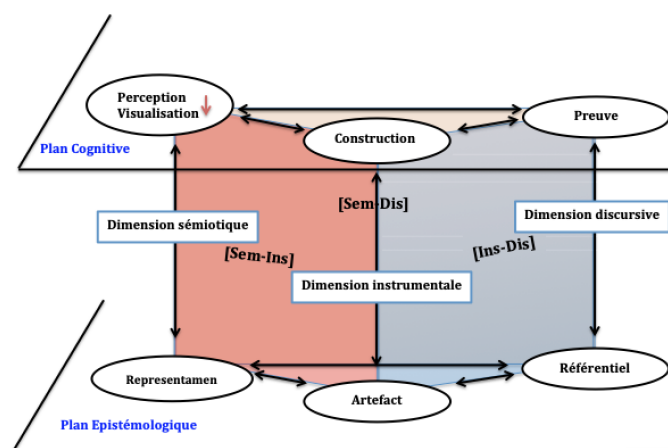 Perception
Visualisation
Preuve
Construction
Plan Cognitive
[Sem-Dis]
Dimension sémiotique
Dimension discursive
[Sem-Ins]
[Ins-Dis]
Dimension instrumentale
Representamen
Référentiel
Artefact
Plan Epistémologique